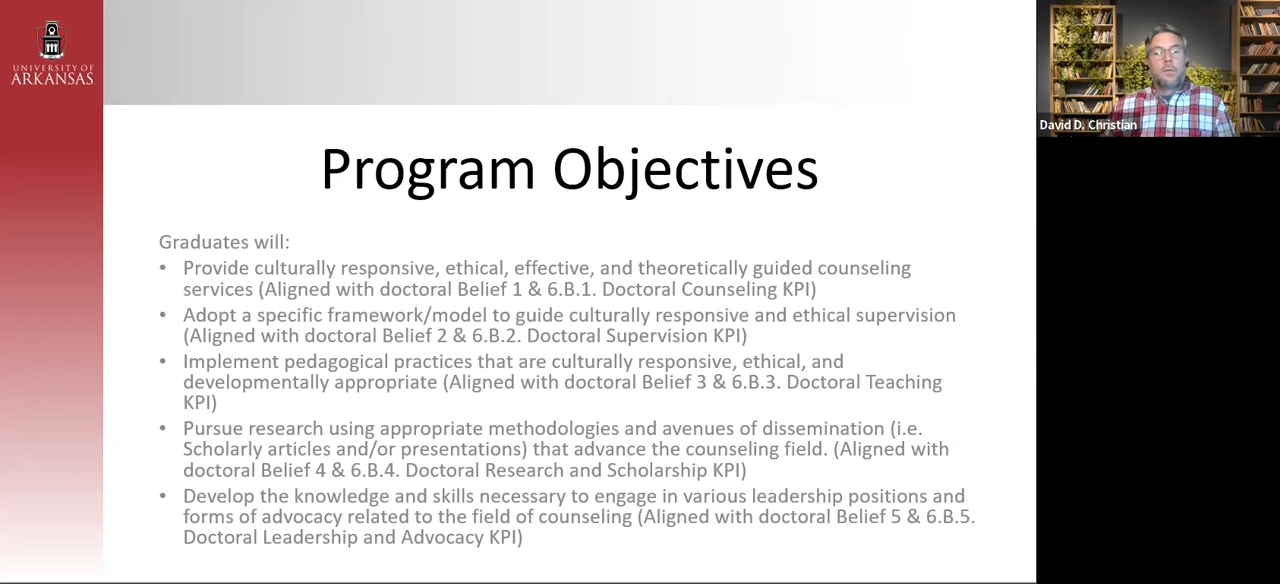 UNIVERSITY OF
ARKANSAS
Program Objectives
Graduates will:
• Provide culturally responsive, ethical, effective, and theoretically guided counseling
services (Aligned with doctoral Belief 1 & 6.B.1. Doctoral Counseling KPI)
• Adopt a specific framework/model to guide culturally responsive and ethical supervision
(Aligned with doctoral Belief 2 & 6.B.2. Doctoral Supervision KPI)
• Implement pedagogical practices that are culturally responsive, ethical, and
developmentally appropriate (Aligned with doctoral Belief 3 & 6.B.3. Doctoral Teaching
KPI)
• Pursue research using appropriate methodologies and avenues of dissemination (i.e.
Scholarly articles and/or presentations) that advance the counseling field. (Aligned with
doctoral Belief 4 & 6.B.4. Doctoral Research and Scholarship KPI)
• Develop the knowledge and skills necessary to engage in various leadership positions and
forms of advocacy related to the field of counseling (Aligned with doctoral Belief 5 & 6.B.5.
Doctoral Leadership and Advocacy KPI)
David D. Christian